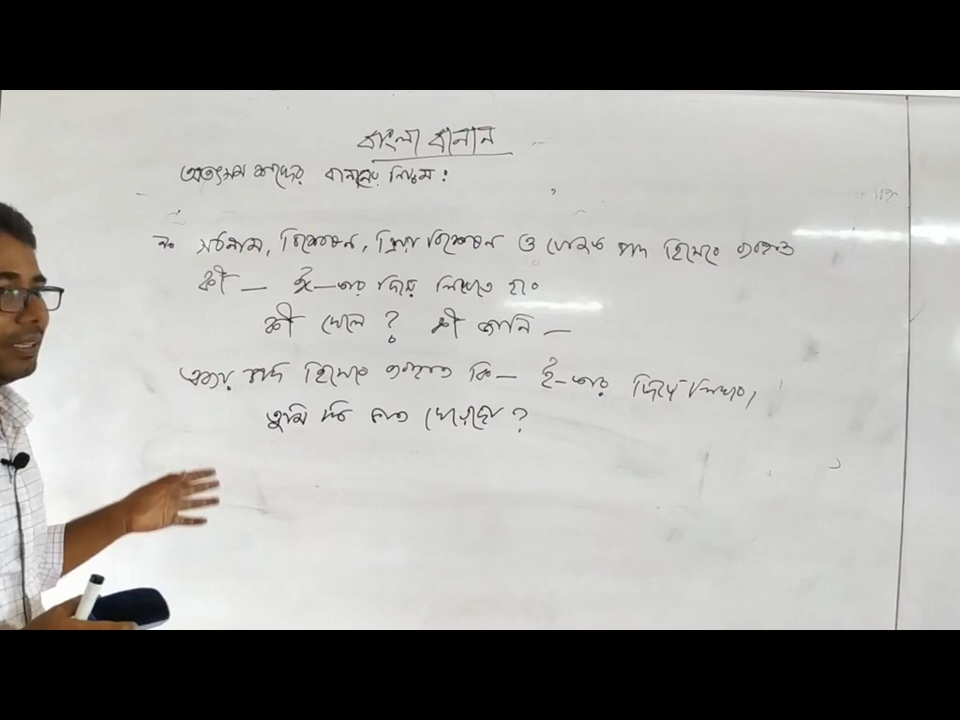 বাংলা বানান
অতৎসম শব্দের বানানের নিয়ম :
সর্বনাম, বিশেষণ, ক্রিয়া বিশেষণ ও যোজক পদ হিসেবে ব্যবহৃত
কী — ঈ-কার দিয়ে লিখতে হবে
কী খেলে ? কী জানি —
অব্যয় পদ হিসেবে ব্যবহৃত কি — ই-কার দিয়ে লিখবে,
তুমি কি ভাত খেয়েছো ?